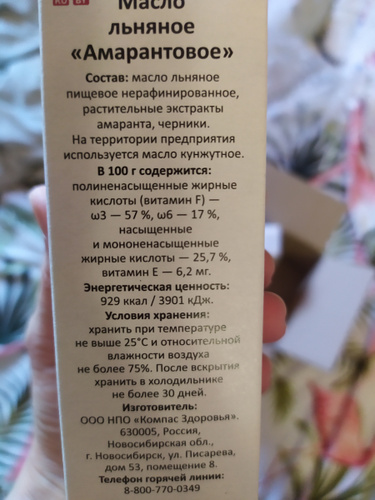 RU BY
Масло
льняное
«Амарантовое»
Состав: масло льняное
пищевое нерафинированное,
растительные экстракты
амаранта, черники.
На территории предприятия
используется масло кунжутное.
В 100 г содержится:
полиненасыщенные жирные
кислоты (витамин F) —
ω3 — 57 %, ω6 — 17 %,
насыщенные
и мононенасыщенные
жирные кислоты — 25,7 %,
витамин Е — 6,2 мг.
Энергетическая ценность:
929 ккал / 3901 кДж.
Условия хранения:
хранить при температуре
не выше 25°С и относительной
влажности воздуха
не более 75%. После вскрытия
хранить в холодильнике
не более 30 дней.
Изготовитель:
ООО НПО «Компас Здоровья».
630005, Россия,
Новосибирская обл.,
г. Новосибирск, ул. Писарева,
дом 53, помещение 8.
Телефон горячей линии:
8-800-770-0349